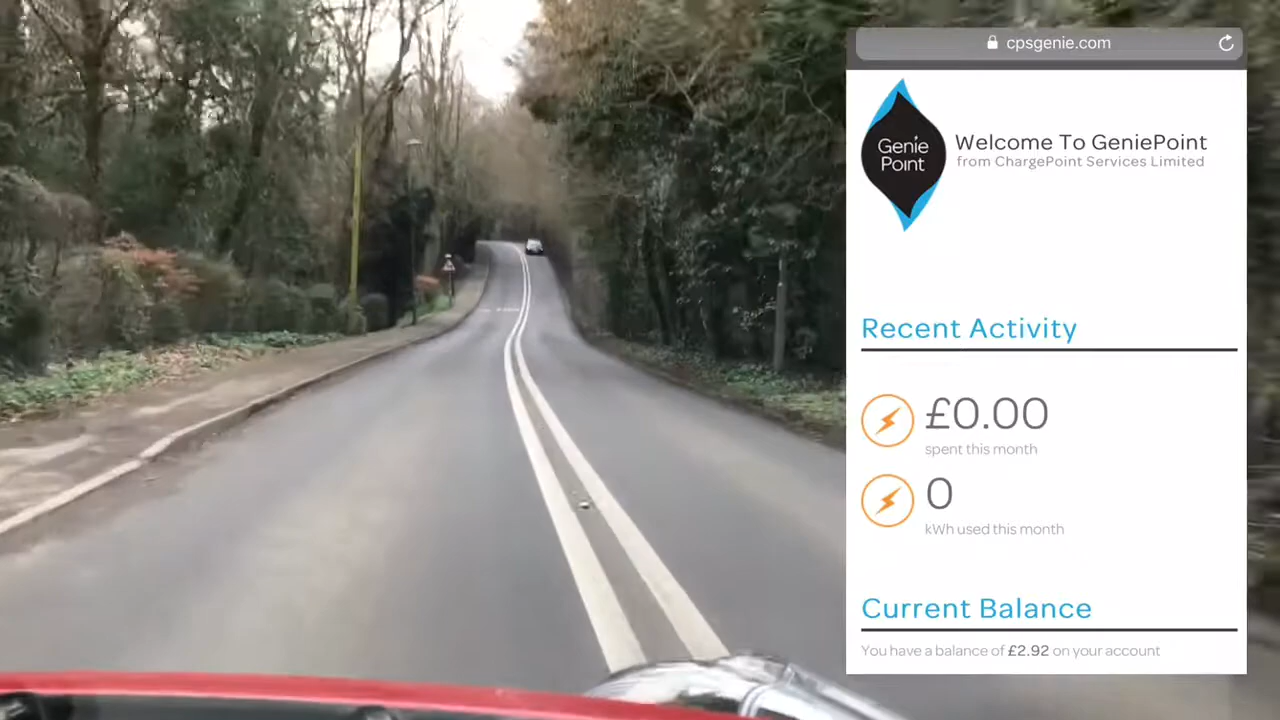 cpsgenie.com
Genie
Point
Welcome To GeniePoint
from ChargePoint Services Limited
Recent Activity
£0.00
spent this month
0
kWh used this month
Current Balance
You have a balance of £2.92 on your account